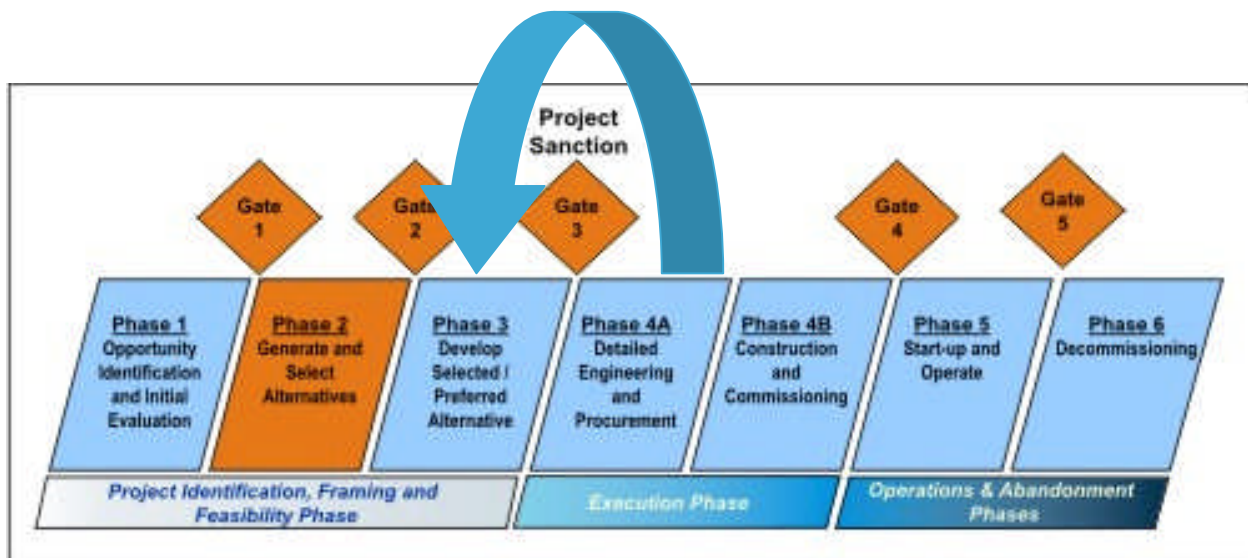 Project
Sanction
Gate
1
Gate
2
Gate
3
Gate
4
Gate
5
Phase 1
Opportunity
Identification
and Initial
Evaluation
Phase 2
Generate and
Select
Alternatives
Phase 3
Develop
Selected /
Preferred
Alternative
Phase 4A
Detailed
Engineering
and
Procurement
Phase 4B
Construction
and
Commissioning
Phase 5
Start-up and
Operate
Phase 6
Decommissioning
Project Identification, Framing and
Feasibility Phase
Execution Phase
Operations & Abandonment
Phases